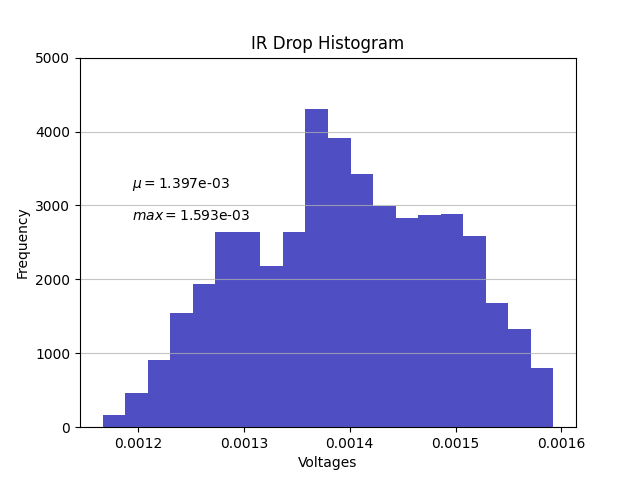 IR Drop Histogram
5000
4000
3000
2000
1000
0
Frequency
μ = 1.397e-03
max = 1.593e-03
0.0012 0.0013 0.0014 0.0015 0.0016
Voltages